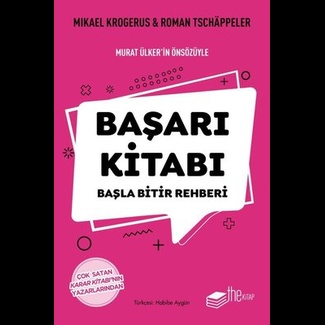 MIKAEL KROGERUS & ROMAN TSCHÄPPELER
MURAT ÜLKER'İN ÖNSÖZÜYLE
BAŞARI
KİTABI
BAŞLA BİTİR REHBERİ
ÇOK SATAN
KARAR KİTABI'NIN
YAZARLARINDAN
Türkçesi: Habibe Aygün
the KİTAP